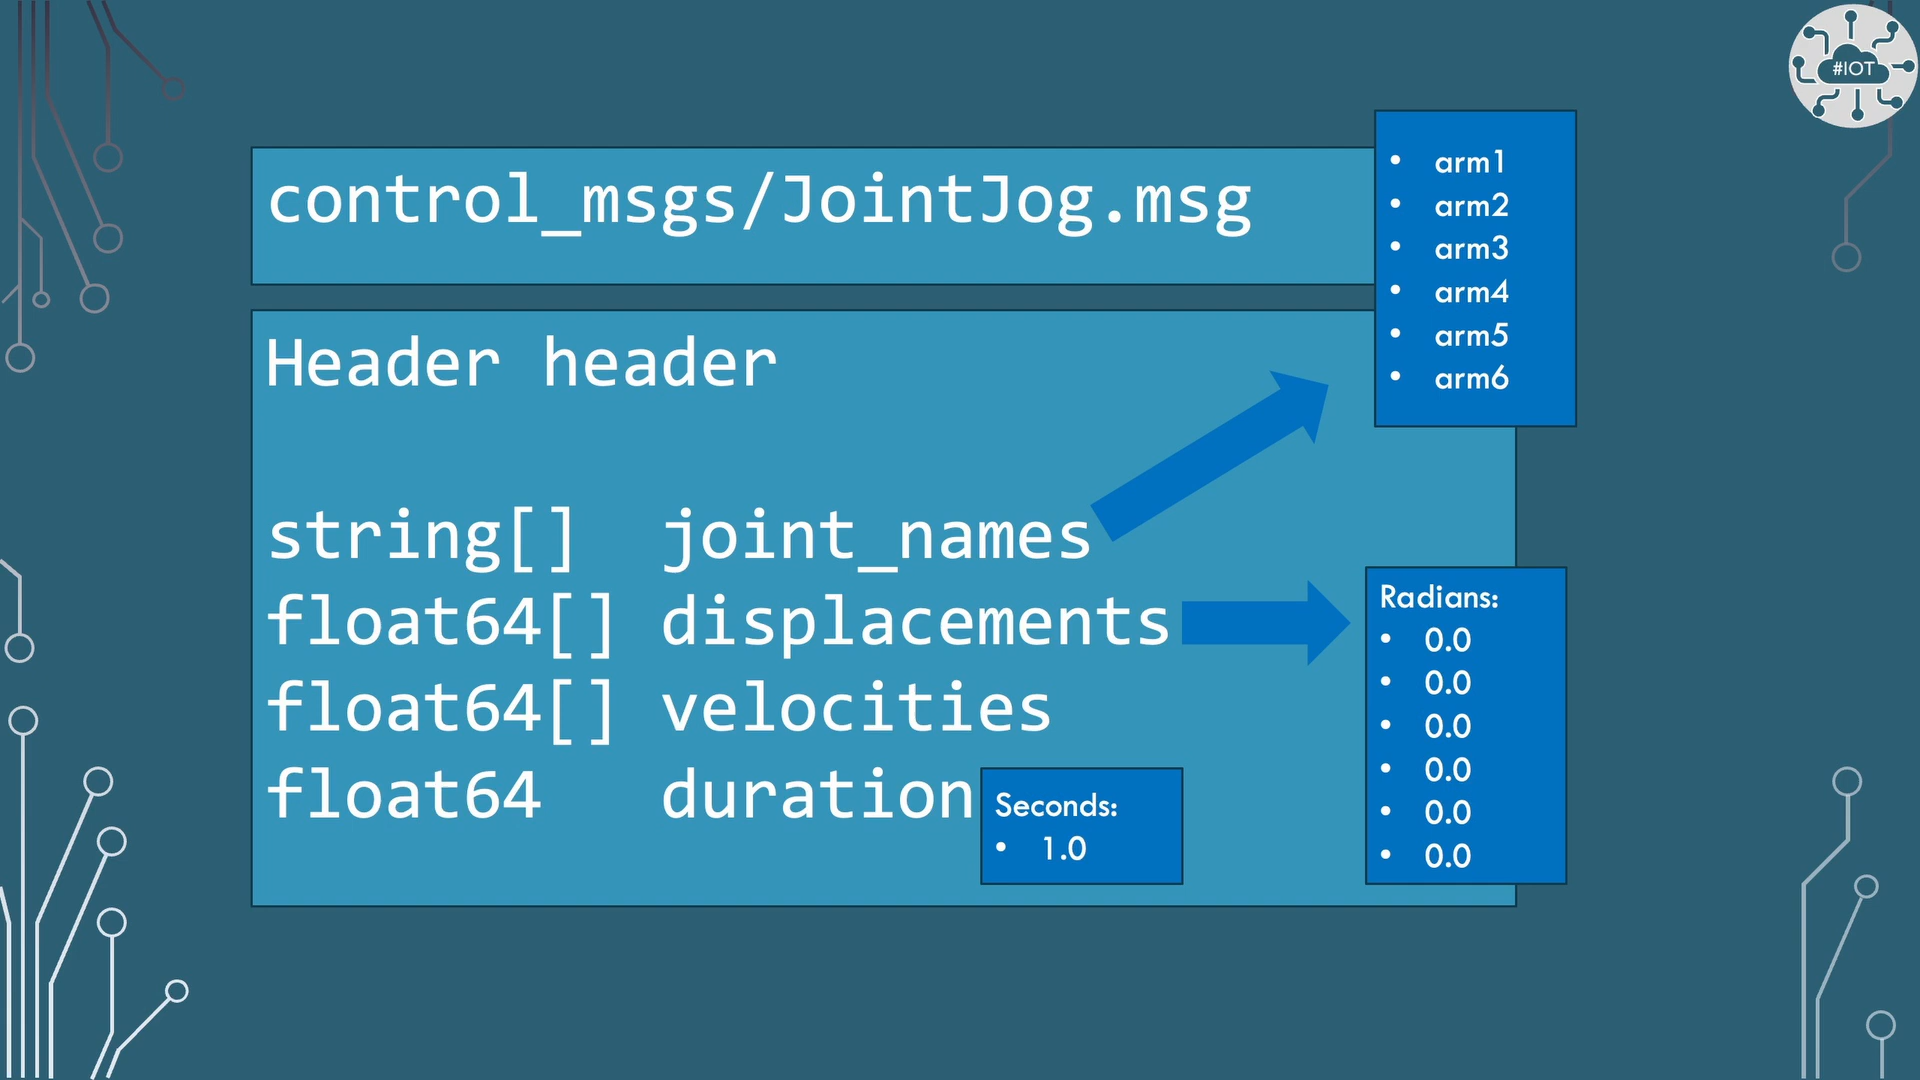 #IOT
control_msgs/JointJog.msg
• arm1
• arm2
• arm3
• arm4
• arm5
• arm6
Header header
string[] joint_names
float64[] displacements
float64[] velocities
float64 duration
Seconds:
• 1.0
Radians:
• 0.0
• 0.0
• 0.0
• 0.0
• 0.0
• 0.0